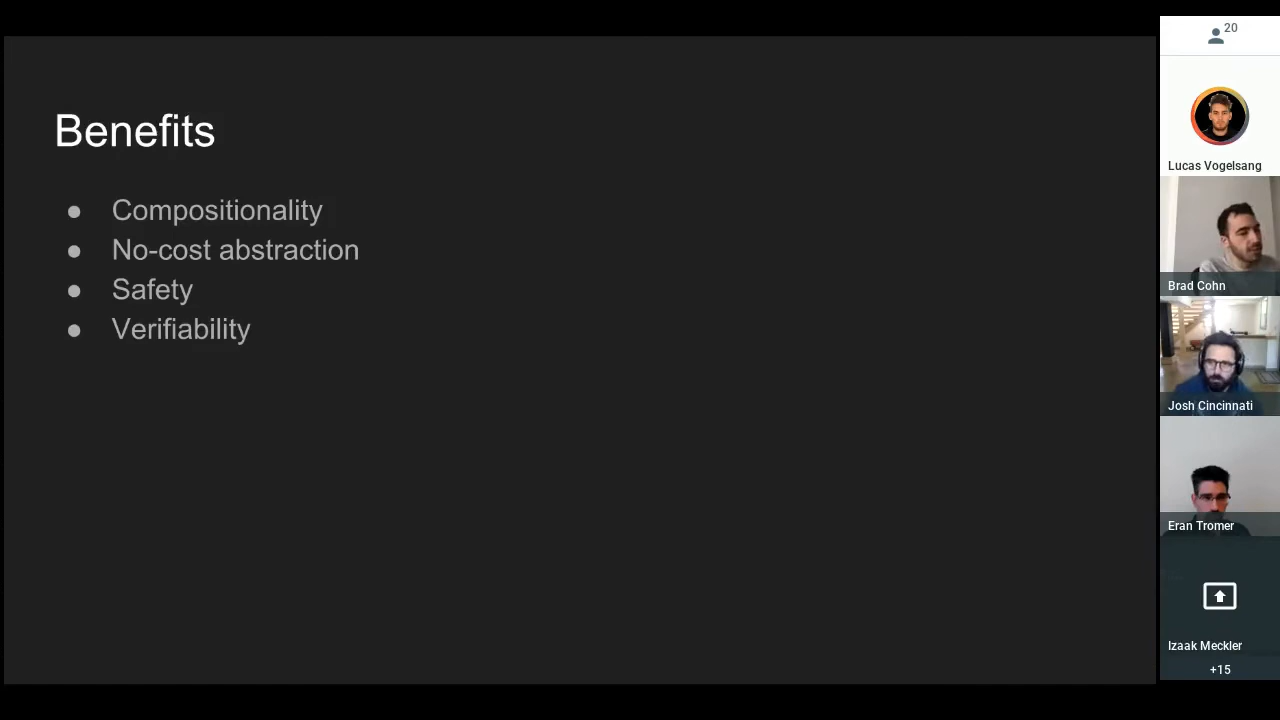 Benefits
● Compositionality
● No-cost abstraction
● Safety
● Verifiability
20
Lucas Vogelsang
Brad Cohn
Josh Cincinnati
Eran Tromer
Izaak Meckler
+15